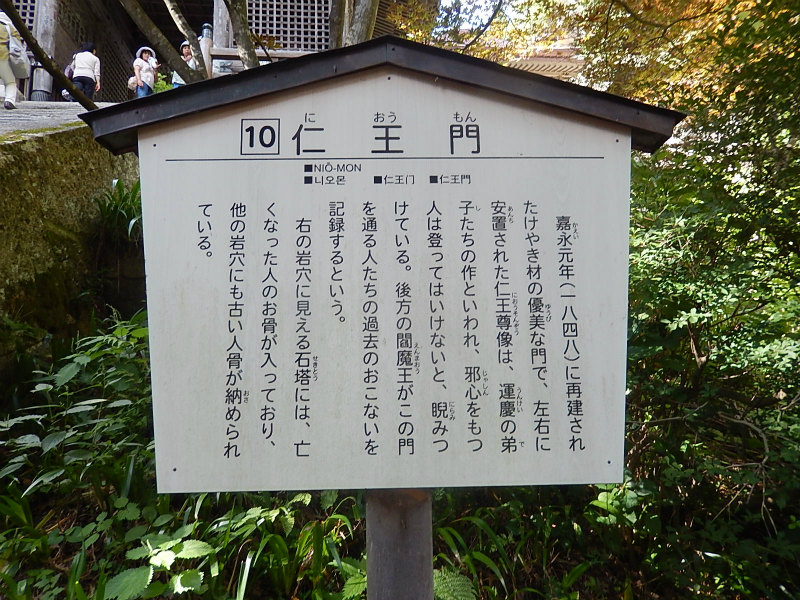 10 仁王門
におうもん
■NIŌ-MON
■니오몬 ■仁王门 ■仁王門
嘉永元年(一八四八)に再建され
たけやき材の優美な門で、左右に
安置された仁王尊像は、運慶の弟
子たちの作といわれ、邪心をもつ
人は登ってはいけないと、睨みつ
けている。後方の閻魔王がこの門
を通る人たちの過去のおこないを
記録するという。
右の岩穴に見える石塔には、亡
くなった人のお骨が入っており、
他の岩穴にも古い人骨が納められ
ている。